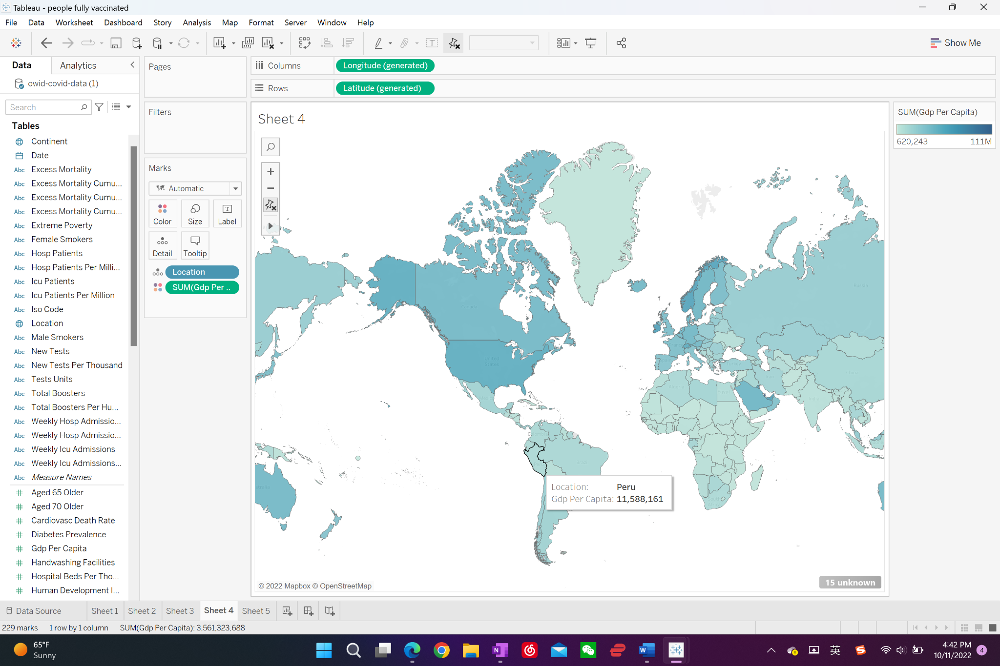 Tableau - people fully vaccinated
File Data Worksheet Dashboard Story Analysis Map Format Server Window Help
Show Me
Data Analytics
owid-covid-data (1)
Search
Tables
Continent
Date
Abc Excess Mortality
Abc Excess Mortality Cumu...
Abc Excess Mortality Cumu...
Abc Excess Mortality Cumu...
Abc Extreme Poverty
Abc Female Smokers
Abc Hosp Patients
Abc Hosp Patients Per Milli...
Abc Icu Patients
Abc Icu Patients Per Million
Abc Iso Code
Location
Abc Male Smokers
Abc New Tests
Abc New Tests Per Thousand
Abc Tests Units
Abc Total Boosters
Abc Total Boosters Per Hu...
Abc Weekly Hosp Admissio...
Abc Weekly Hosp Admissio...
Abc Weekly Icu Admissions
Abc Weekly Icu Admissions...
Abc Measure Names
# Aged 65 Older
# Aged 70 Older
# Cardiovasc Death Rate
# Diabetes Prevalence
# Gdp Per Capita
# Handwashing Facilities
# Hospital Beds Per Tho...
# Human Development I...
Pages
Filters
Marks
Automatic
Color Size Label
Detail Tooltip
Location
SUM(Gdp Per ..
Columns Longitude (generated)
Rows Latitude (generated)
Sheet 4
Canada
United
States
Mexico
Brazil
Russia
France
Turkey
Iran
China
India
Algeria
Egypt
South
Africa
Location: Peru
Gdp Per Capita: 11,588,161
© 2022 Mapbox © OpenStreetMap
15 unknown
SUM(Gdp Per Capita)
620,243 111M
Data Source Sheet 1 Sheet 2 Sheet 3 Sheet 4 Sheet 5
229 marks 1 row by 1 column SUM(Gdp Per Capita): 3,561,323,688
65°F
Sunny
英
4:42 PM
10/11/2022
4